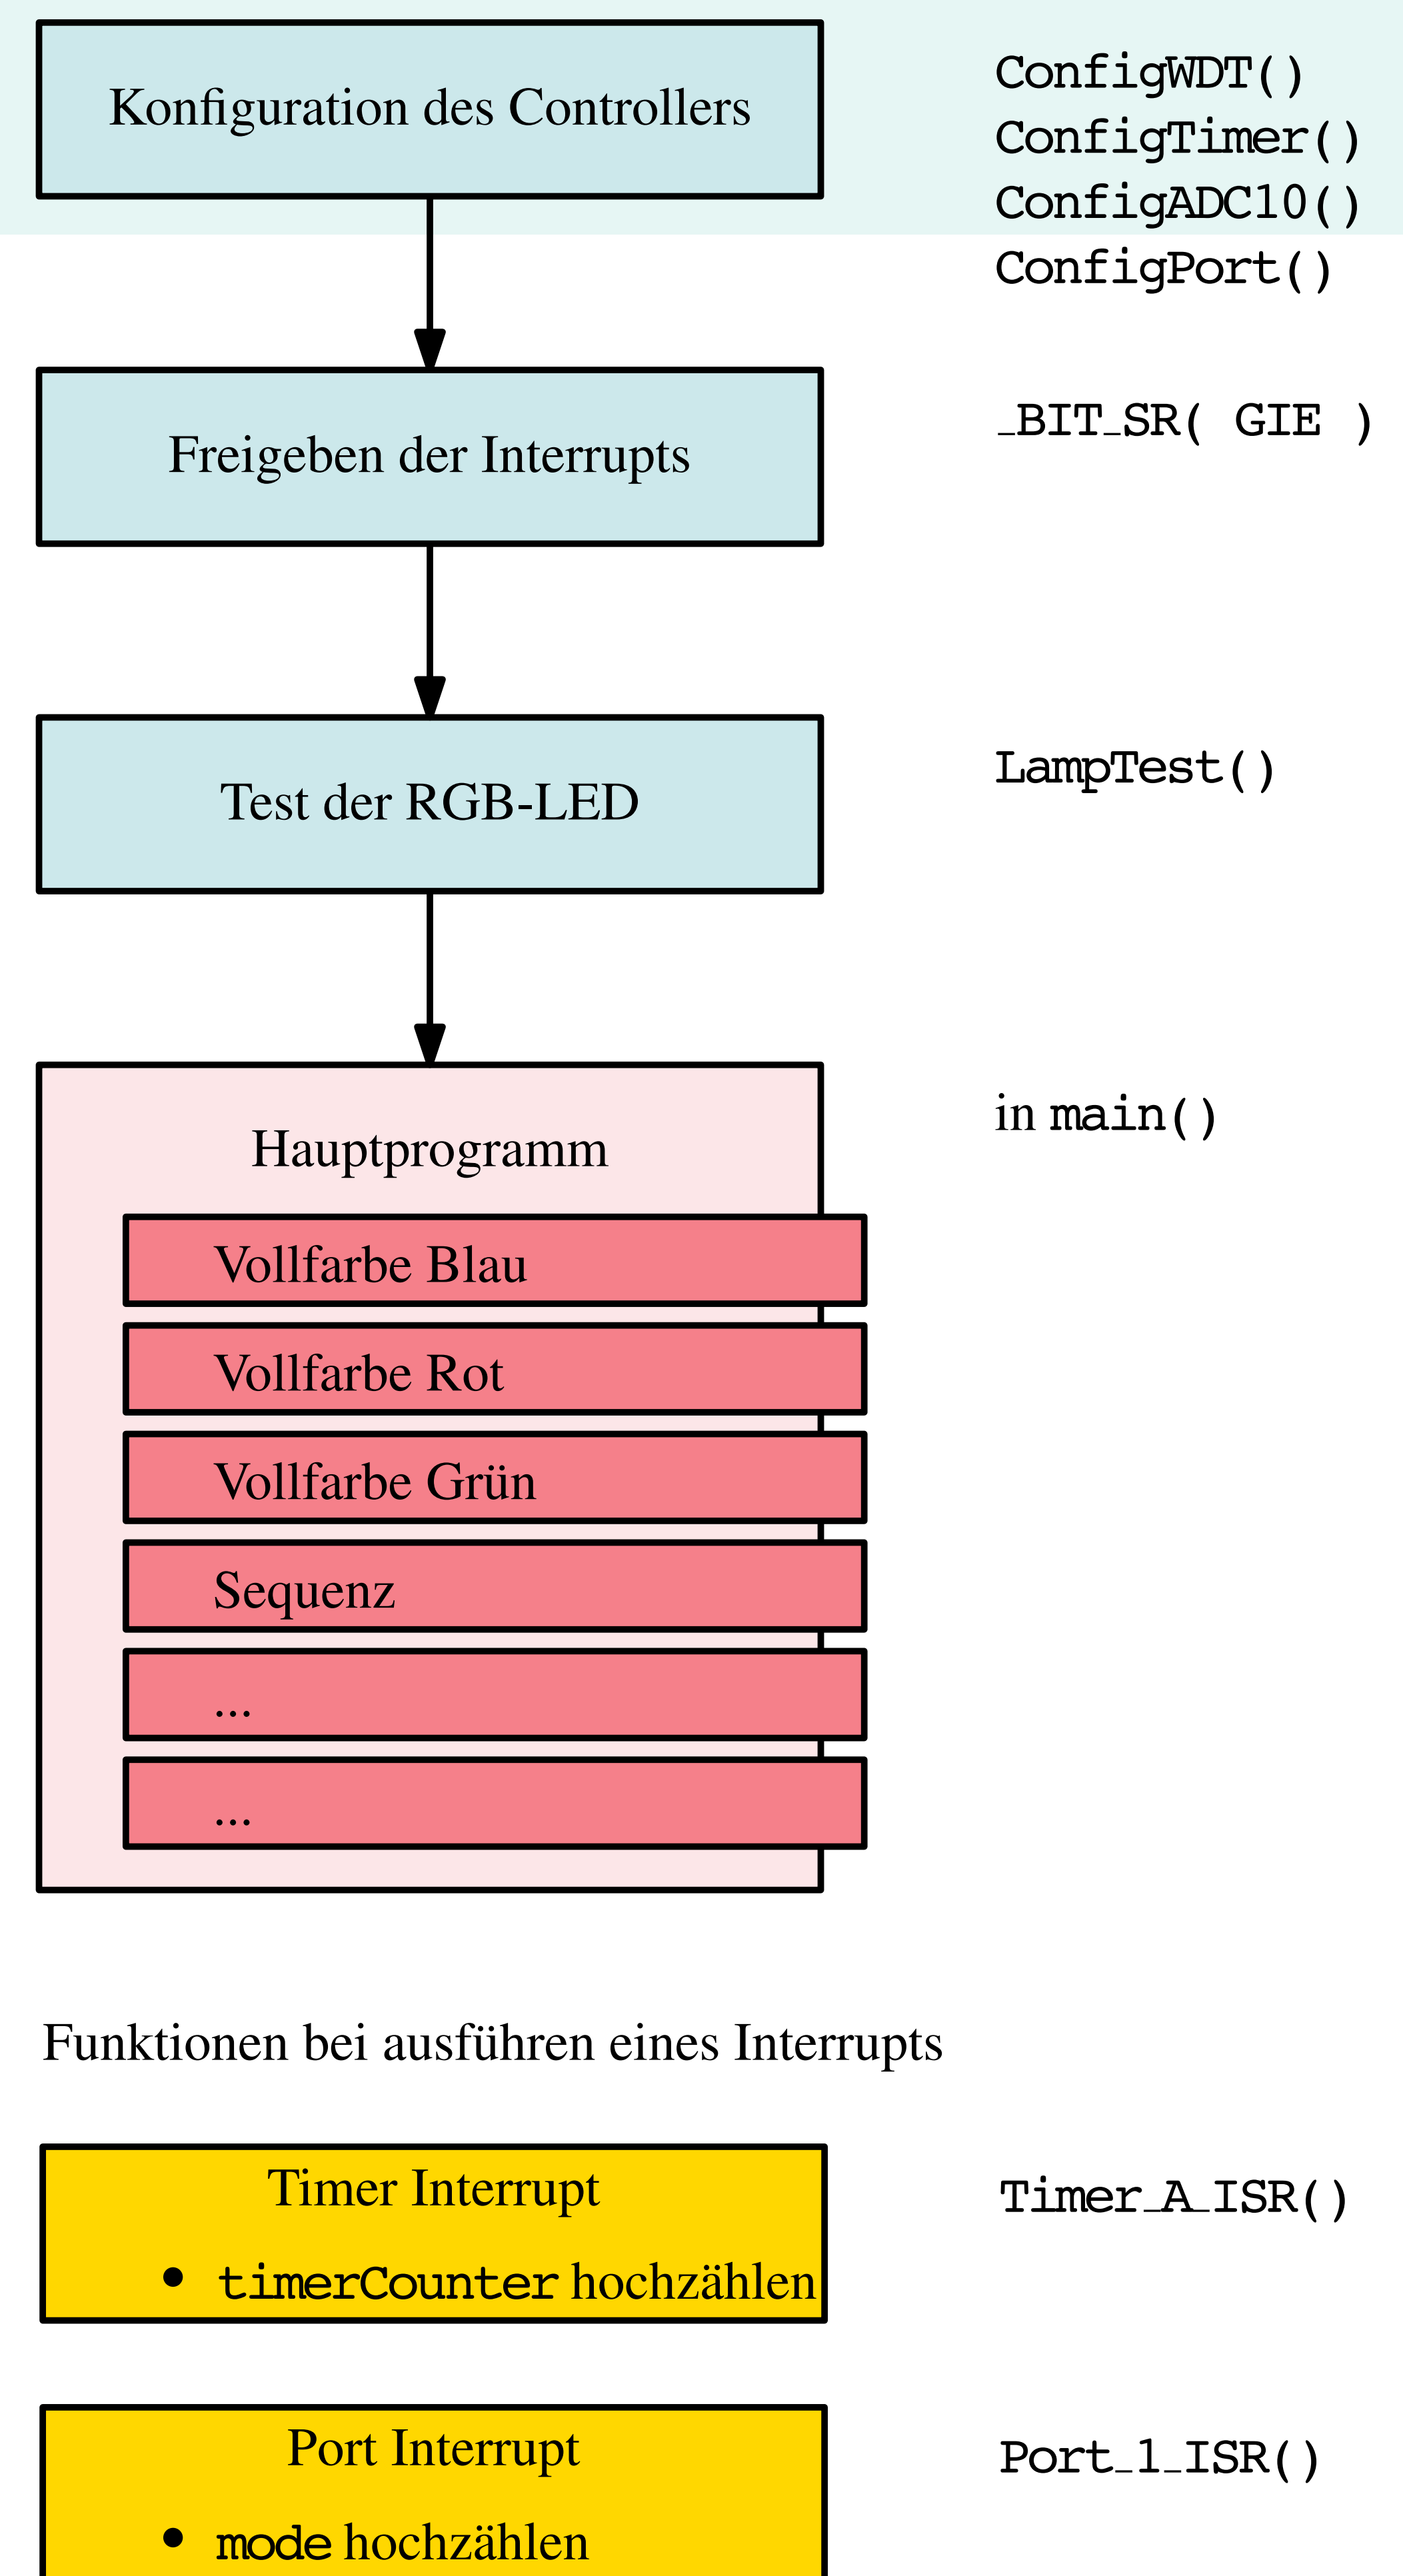 Konfiguration des Controllers
ConfigWDT()
ConfigTimer()
ConfigADC10()
ConfigPort()
Freigeben der Interrupts
_BIT_SR( GIE )
Test der RGB-LED
LampTest()
Hauptprogramm
in main()
Vollfarbe Blau
Vollfarbe Rot
Vollfarbe Grün
Sequenz
...
...
Funktionen bei ausführen eines Interrupts
Timer Interrupt
Timer_A_ISR()
• timerCounter hochzählen
Port Interrupt
Port_1_ISR()
• mode hochzählen